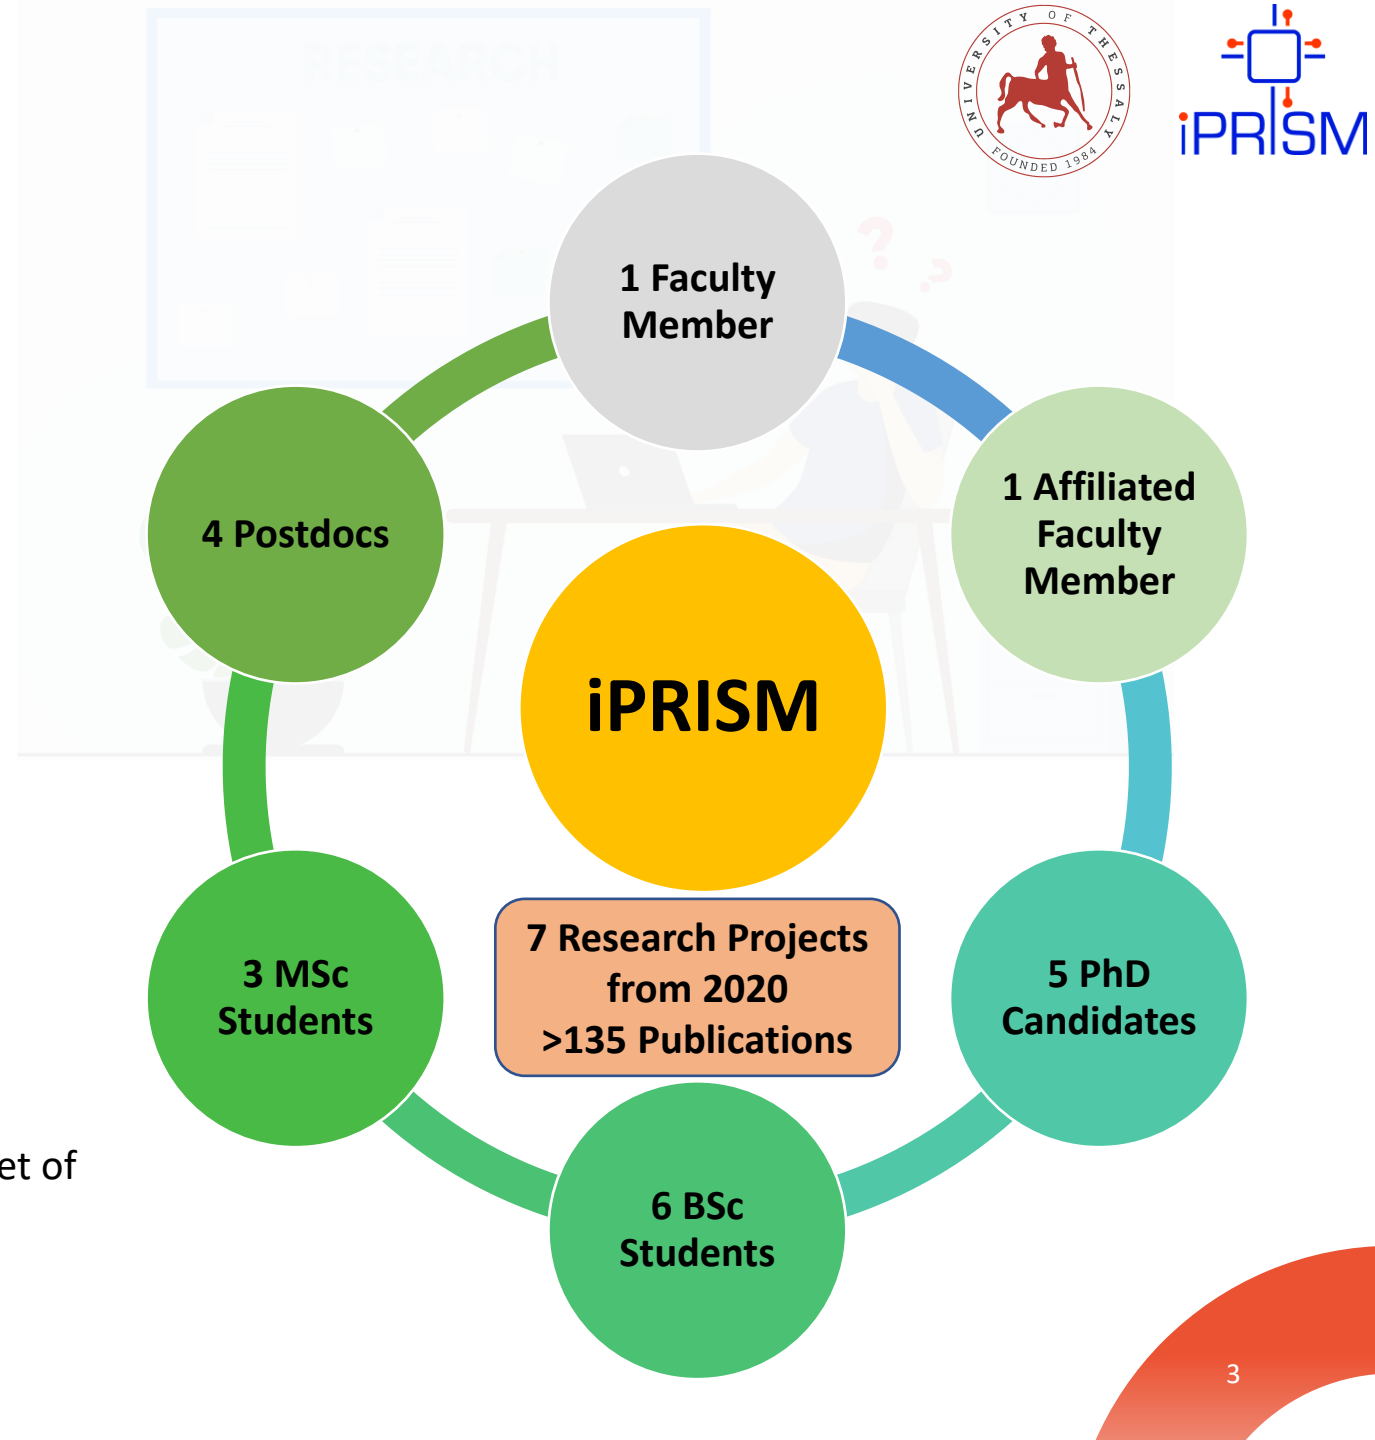 RESEARCH
UNIVERSITY OF THESSALY
FOUNDED 1984
iPRISM
1 Faculty
Member
1 Affiliated
Faculty
Member
4 Postdocs
iPRISM
7 Research Projects
from 2020
>135 Publications
3 MSc
Students
5 PhD
Candidates
et of
6 BSc
Students
3